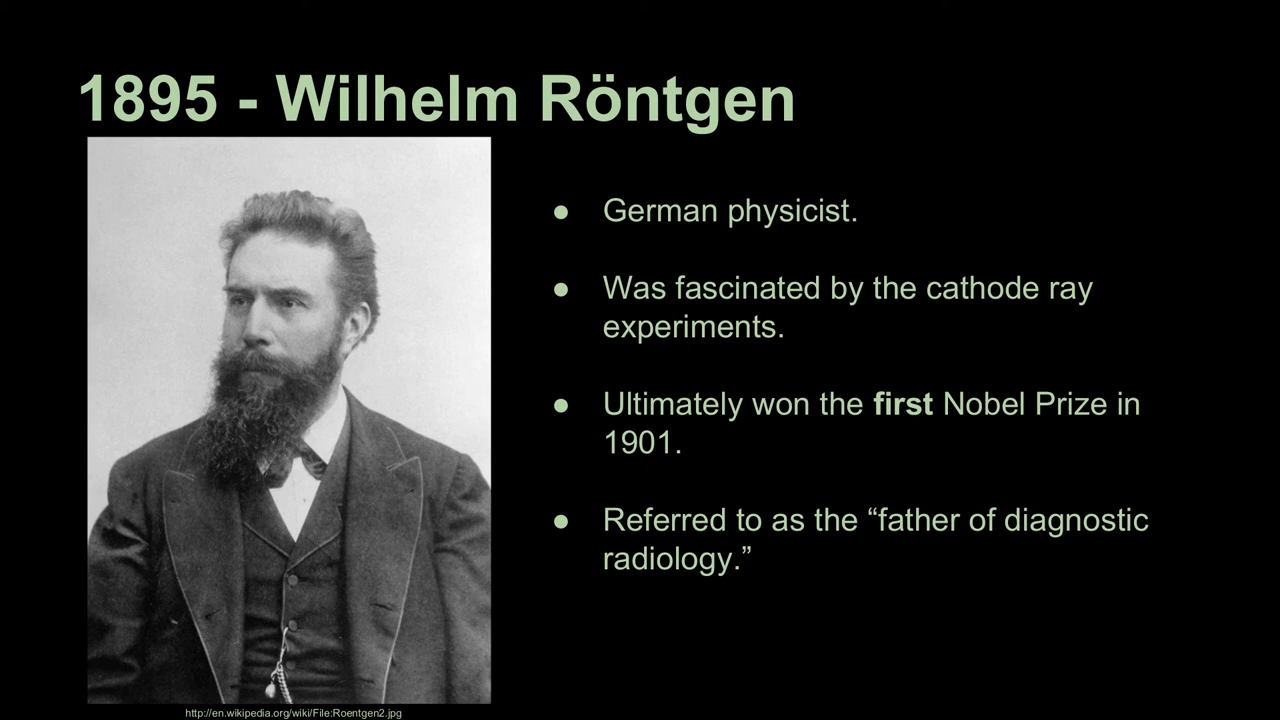 1895 - Wilhelm Röntgen
● German physicist.
● Was fascinated by the cathode ray
experiments.
● Ultimately won the first Nobel Prize in
1901.
● Referred to as the “father of diagnostic
radiology.”
http://en.wikipedia.org/wiki/File:Roentgen2.jpg